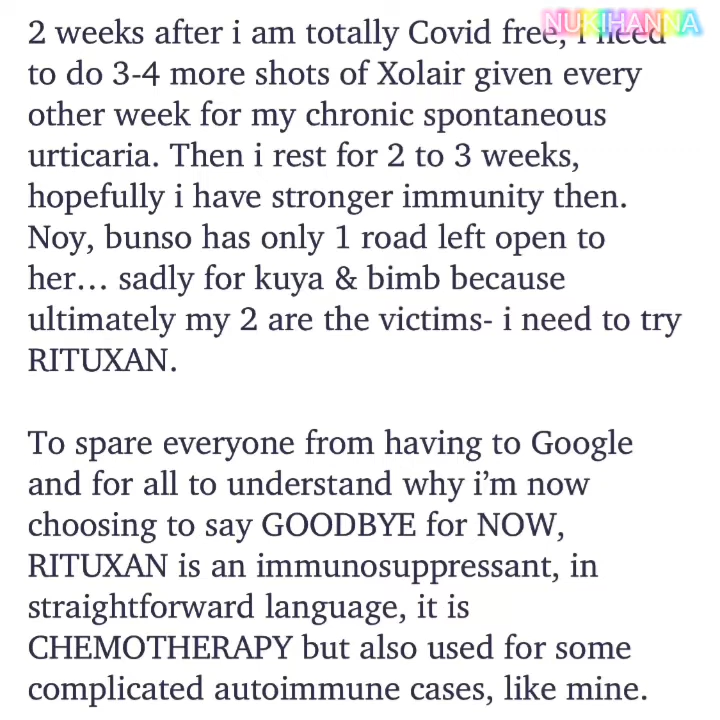 NUKIHANNA
2 weeks after i am totally Covid free, i need
to do 3-4 more shots of Xolair given every
other week for my chronic spontaneous
urticaria. Then i rest for 2 to 3 weeks,
hopefully i have stronger immunity then.
Noy, bunso has only 1 road left open to
her… sadly for kuya & bimb because
ultimately my 2 are the victims- i need to try
RITUXAN.
To spare everyone from having to Google
and for all to understand why i’m now
choosing to say GOODBYE for NOW,
RITUXAN is an immunosuppressant, in
straightforward language, it is
CHEMOTHERAPY but also used for some
complicated autoimmune cases, like mine.